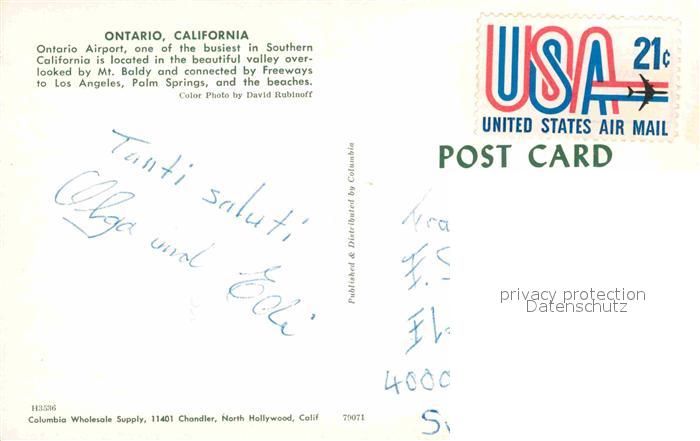 ONTARIO, CALIFORNIA
Ontario Airport, one of the busiest in Southern
California is located in the beautiful valley over-
looked by Mt. Baldy and connected by Freeways
to Los Angeles, Palm Springs, and the beaches.
Color Photo by David Rubinoff
USA 21¢
UNITED STATES AIR MAIL
POST CARD
Tanti saluti
Olga und Edi
Published & Distributed by Columbia
privacy protection
Datenschutz
4000
H3536
Columbia Wholesale Supply, 11401 Chandler, North Hollywood, Calif 79071